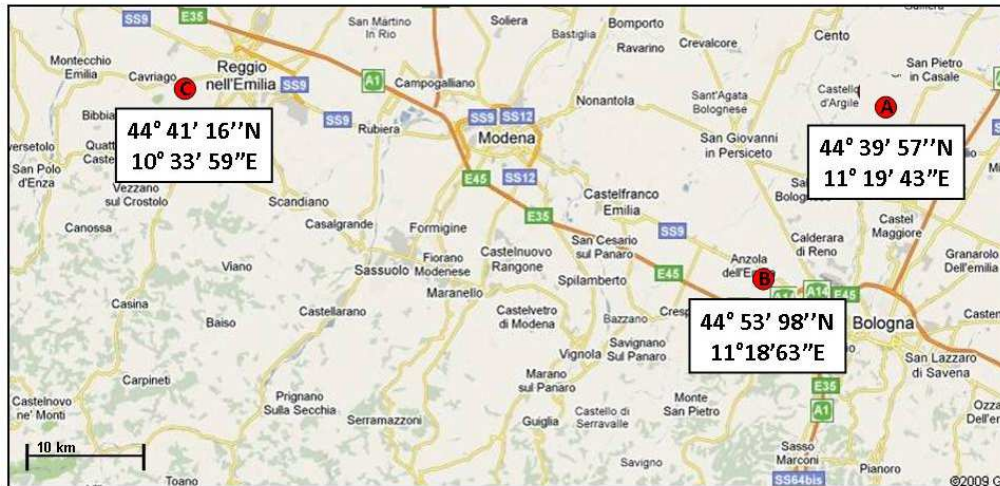 SS9
E35
San Martino
In Rio
Soliera
Bomporto
Bastiglia
Ravarino
Crevalcore
Cento
Montecchio
Emilia
Cavriago
C
Reggio
nell'Emilia
SS9
A1
Campogalliano
San Pietro
in Casale
Castello
d'Argile
A
44° 41' 16''N
10° 33' 59"E
SS9
Rubiera
SS9
SS12
Modena
SS12
Nonantola
Sant'Agata
Bolognese
San Giovanni
in Persiceto
44° 39' 57''N
11° 19' 43"E
San Polo
d'Enza
Vezzano
sul Crostolo
Scandiano
E45
E35
Castelfranco
Emilia
SS9
Castel
Maggiore
Canossa
Casalgrande
Formigine
Castelnuovo
Rangone
San Cesario
sul Panaro
Anzola
B
Calderara
di Reno
Granarolo
Dell'emilia
Viano
Sassuolo
Fiorano
Modenese
Maranello
Spilamberto
E45
A14
E45
Casina
Baiso
Castellarano
Castelvetro
di Modena
Bazzano
44° 53' 98''N
11°18'63"E
Bologna
Savignano
Sul Panaro
Vignola
San Lazzaro
di Savena
Carpineti
Marano
sul Panaro
Castelnovo
ne' Monti
Prignano
Sulla Secchia
Serramazzoni
Guiglia
Castello di
Serravalle
Monte
San Pietro
E35
A1
10 km
Toano
Savigno
Sasso
Marconi
SS64bis
Pianoro
©2009 G